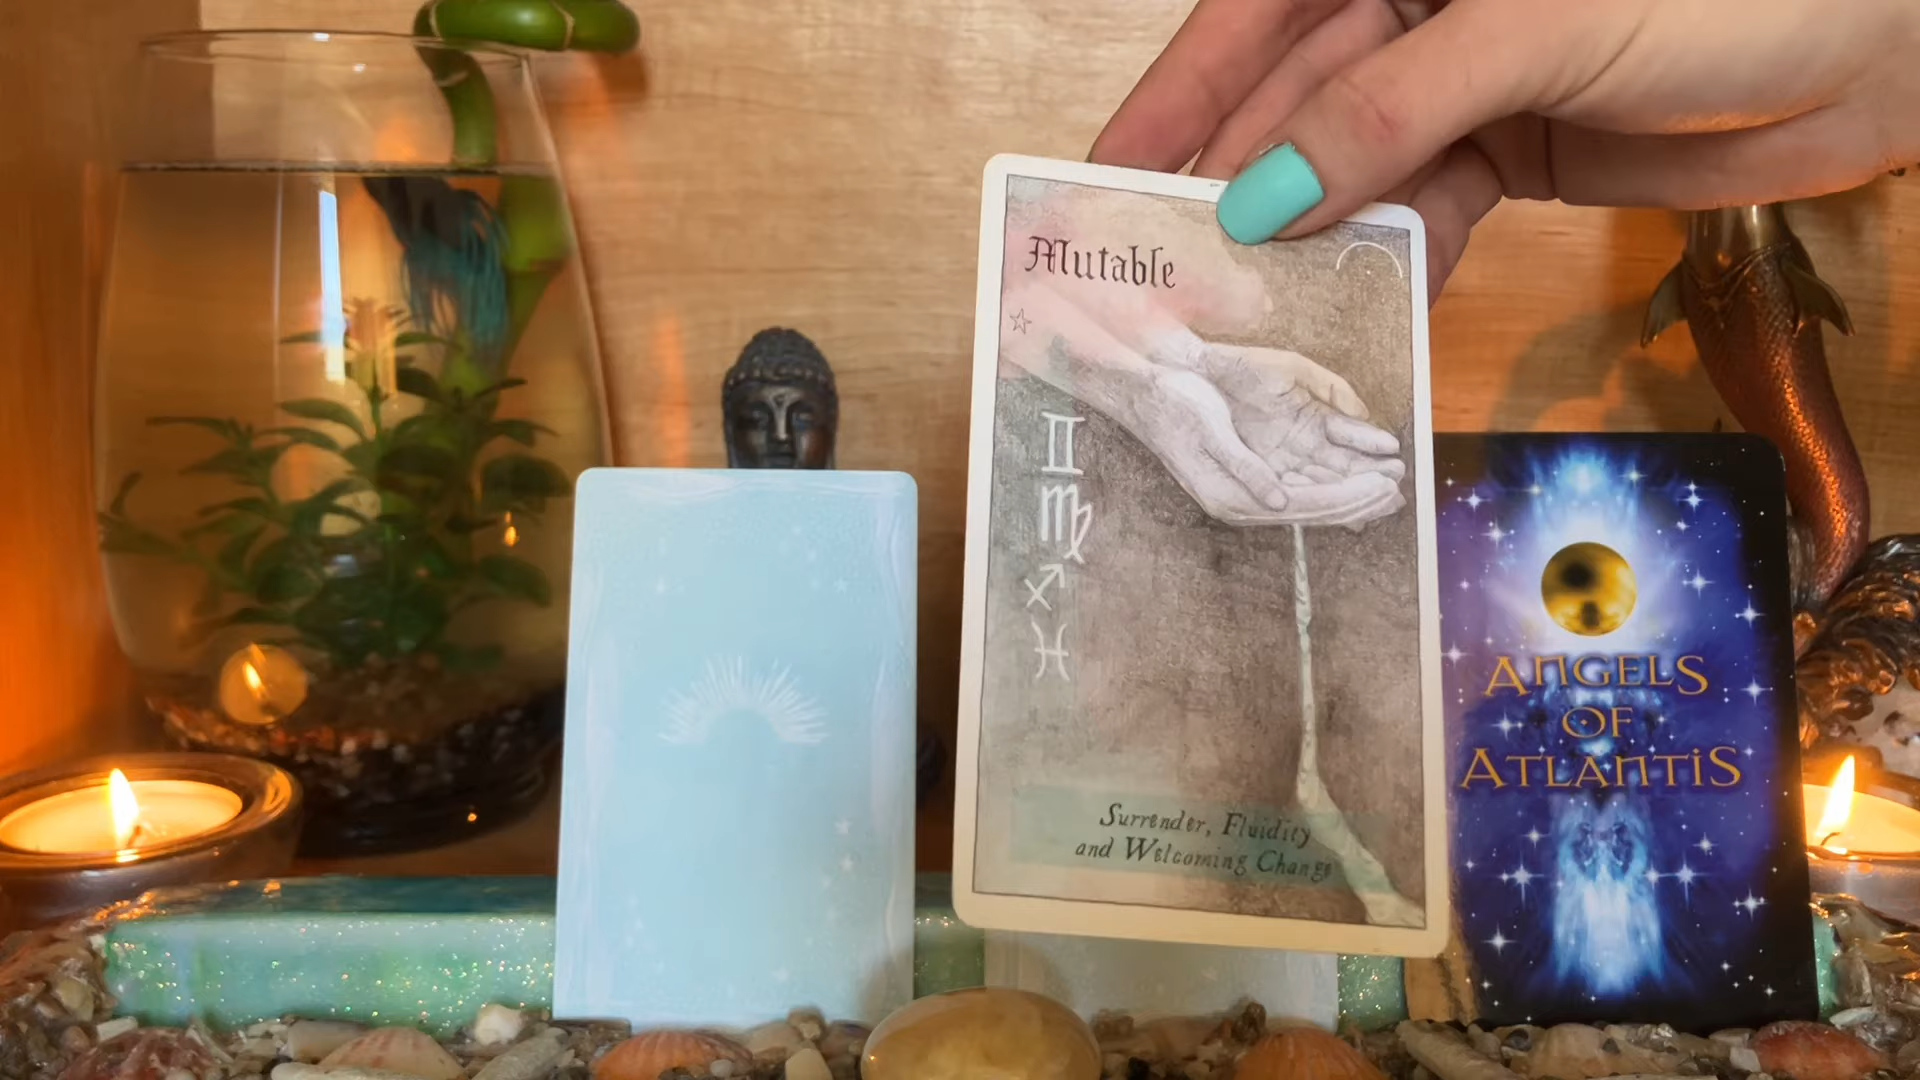 Mutable
♊
♍
♐
♓
Surrender, Fluidity
and Welcoming Change
ANGELS
OF
ATLANTIS